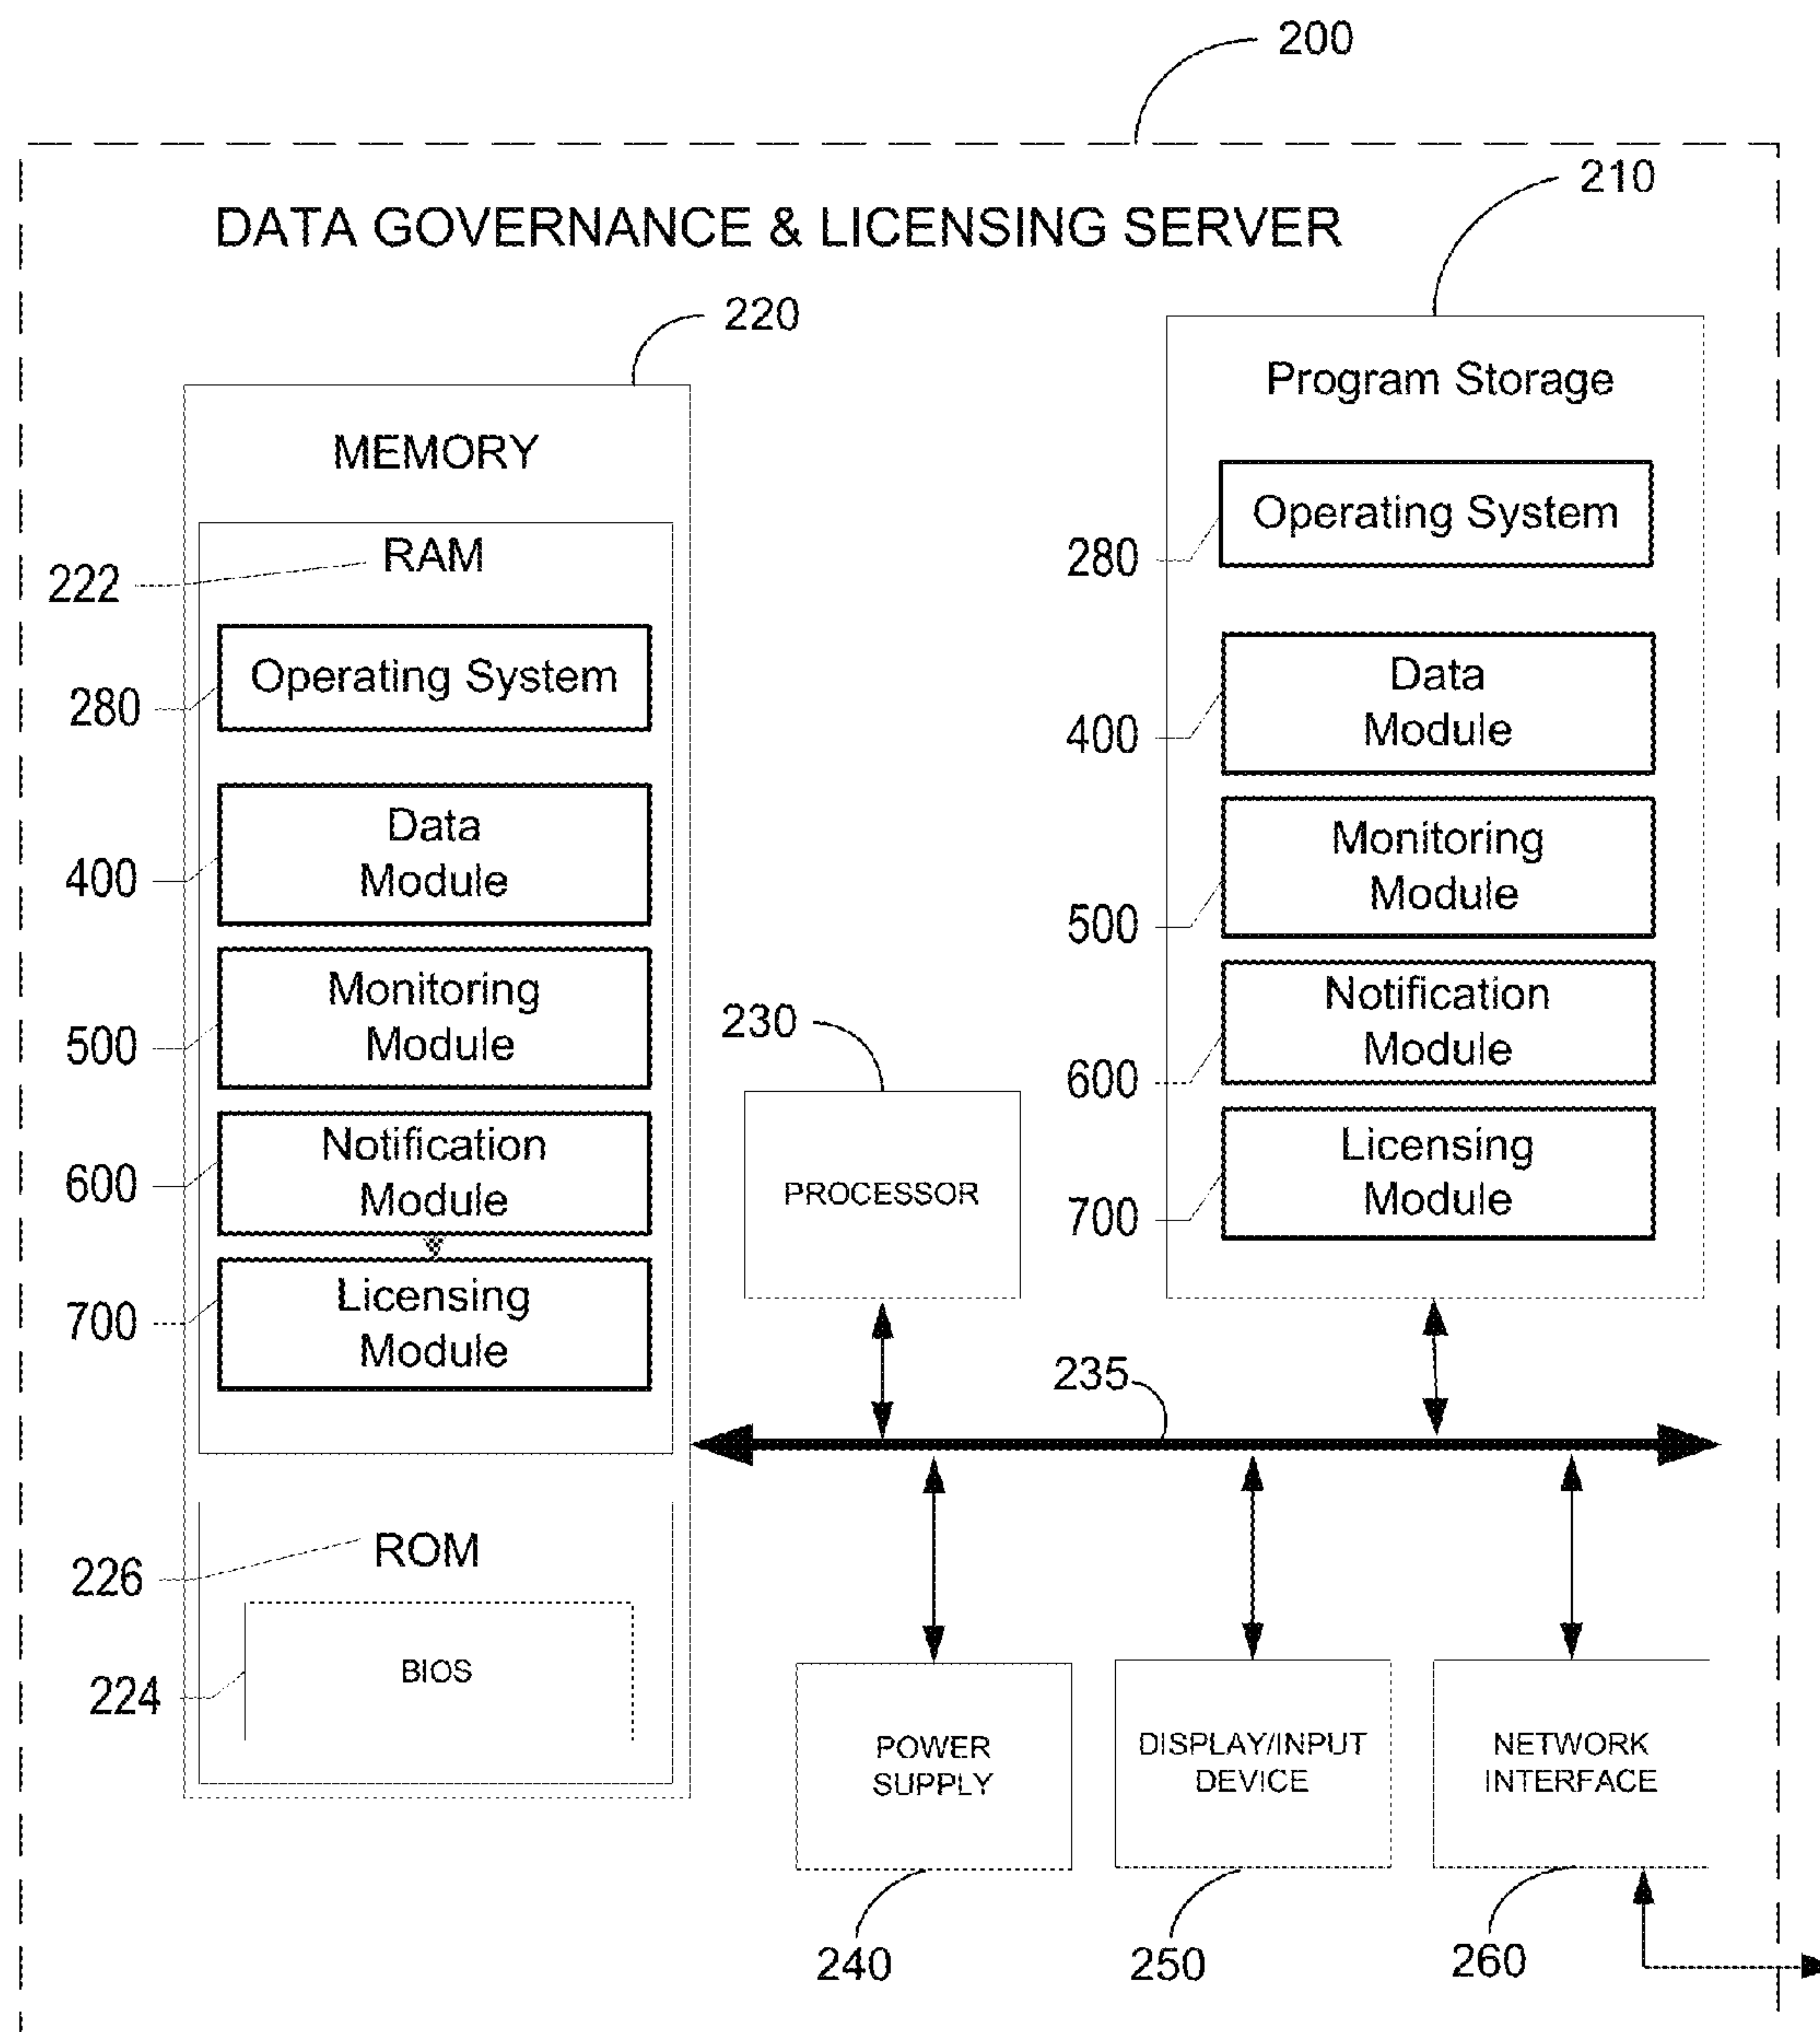 200
210
DATA GOVERNANCE & LICENSING SERVER
220
MEMORY
RAM
222
Operating System
280
Data
Module
400
Monitoring
Module
500
Notification
Module
600
Licensing
Module
700
ROM
226
BIOS
224
Program Storage
Operating System
280
Data
Module
400
Monitoring
Module
500
Notification
Module
600
Licensing
Module
700
230
PROCESSOR
235
POWER
SUPPLY
240
DISPLAY/INPUT
DEVICE
250
NETWORK
INTERFACE
260